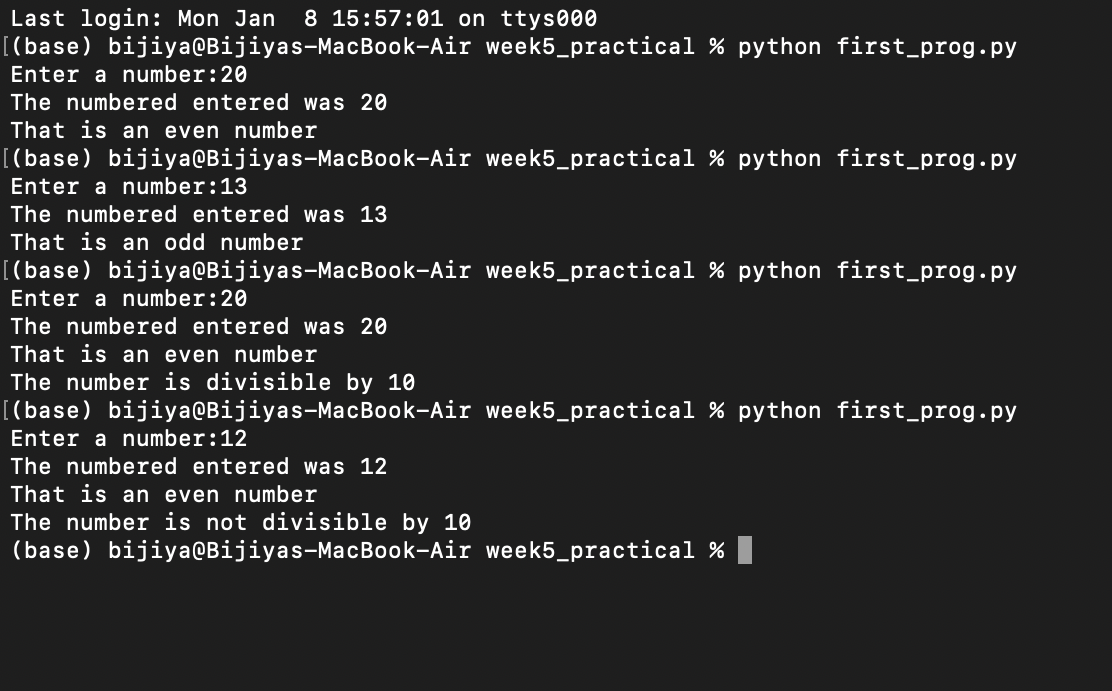 Last login: Mon Jan  8 15:57:01 on ttys000
[(base) bijiya@Bijiyas-MacBook-Air week5_practical % python first_prog.py
Enter a number:20
The numbered entered was 20
That is an even number
[(base) bijiya@Bijiyas-MacBook-Air week5_practical % python first_prog.py
Enter a number:13
The numbered entered was 13
That is an odd number
[(base) bijiya@Bijiyas-MacBook-Air week5_practical % python first_prog.py
Enter a number:20
The numbered entered was 20
That is an even number
The number is divisible by 10
[(base) bijiya@Bijiyas-MacBook-Air week5_practical % python first_prog.py
Enter a number:12
The numbered entered was 12
That is an even number
The number is not divisible by 10
(base) bijiya@Bijiyas-MacBook-Air week5_practical %